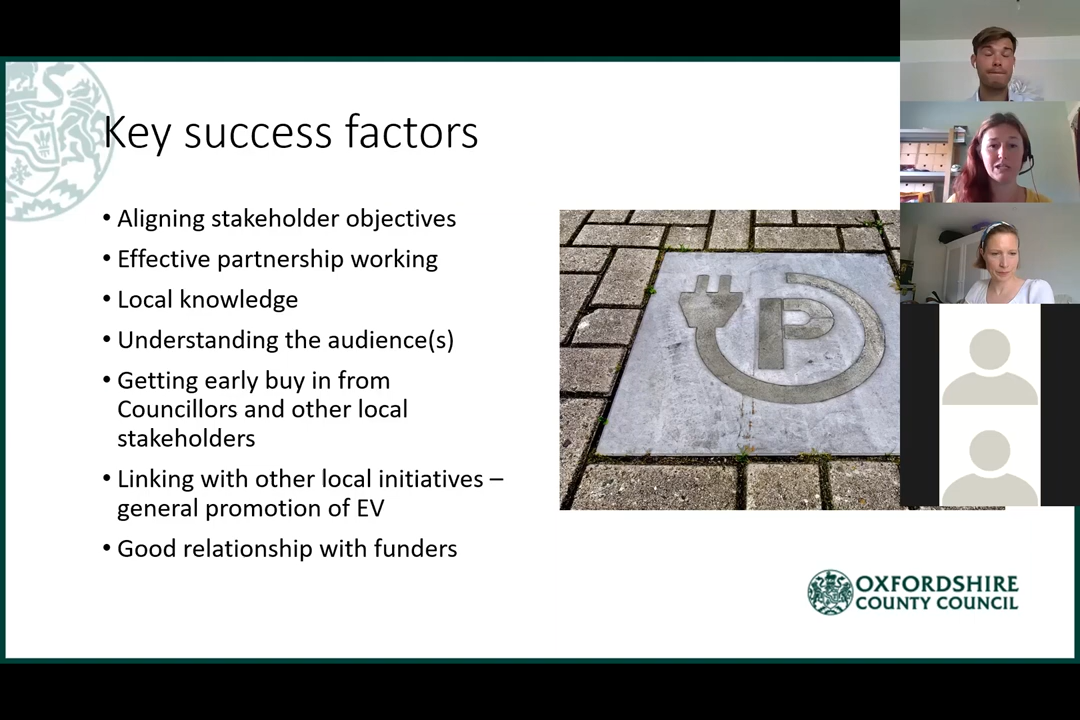 Key success factors
• Aligning stakeholder objectives
• Effective partnership working
• Local knowledge
• Understanding the audience(s)
• Getting early buy in from
Councillors and other local
stakeholders
• Linking with other local initiatives –
general promotion of EV
• Good relationship with funders
P
OXFORDSHIRE
COUNTY COUNCIL